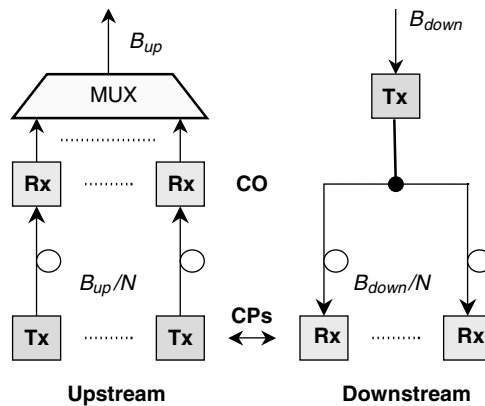 B_up
B_down
MUX
Tx
Rx
Rx
CO
B_up/N
B_down/N
CPs
Tx
Tx
Rx
Rx
Upstream
Downstream